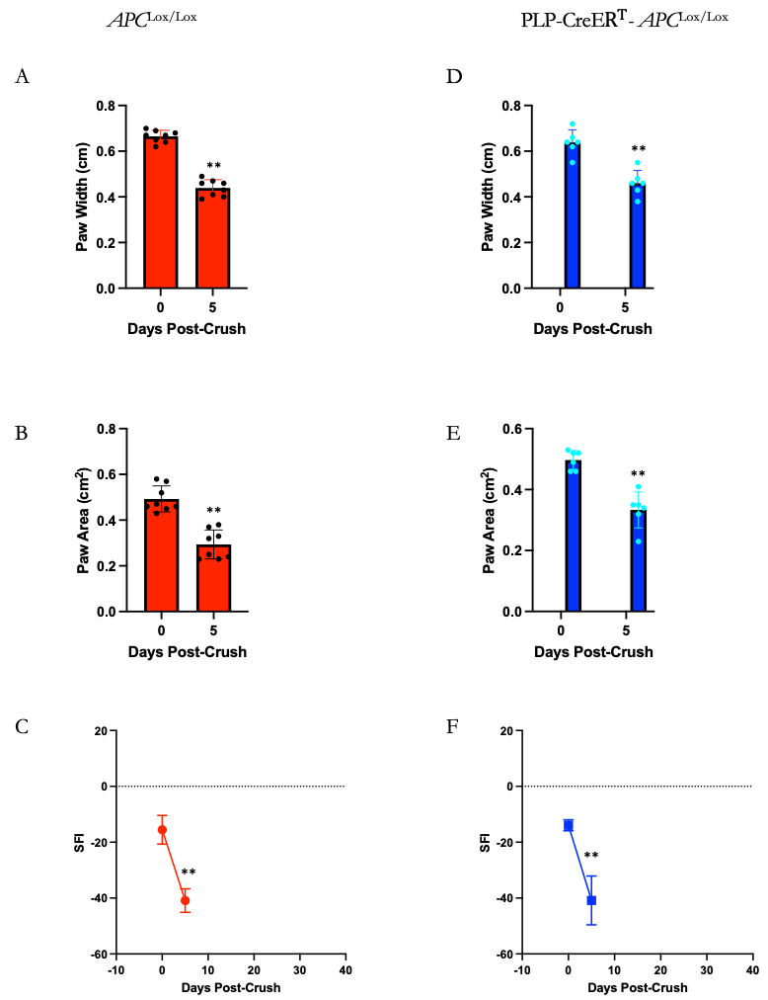 APC^Lox/Lox
PLP-CreER^T-APC^Lox/Lox
A
0.8
0.6
0.4
0.2
0.0
Paw Width (cm)
**
0
5
Days Post-Crush
D
0.8
0.6
0.4
0.2
0.0
Paw Width (cm)
**
0
5
Days Post-Crush
B
0.8
0.6
0.4
0.2
0.0
Paw Area (cm²)
**
0
5
Days Post-Crush
E
0.6
0.4
0.2
0.0
Paw Area (cm²)
**
0
5
Days Post-Crush
C
20
0
-20
-40
-60
SFI
**
-10 0 10 20 30 40
Days Post-Crush
F
20
0
-20
-40
-60
SFI
**
-10 0 10 20 30 40
Days Post-Crush